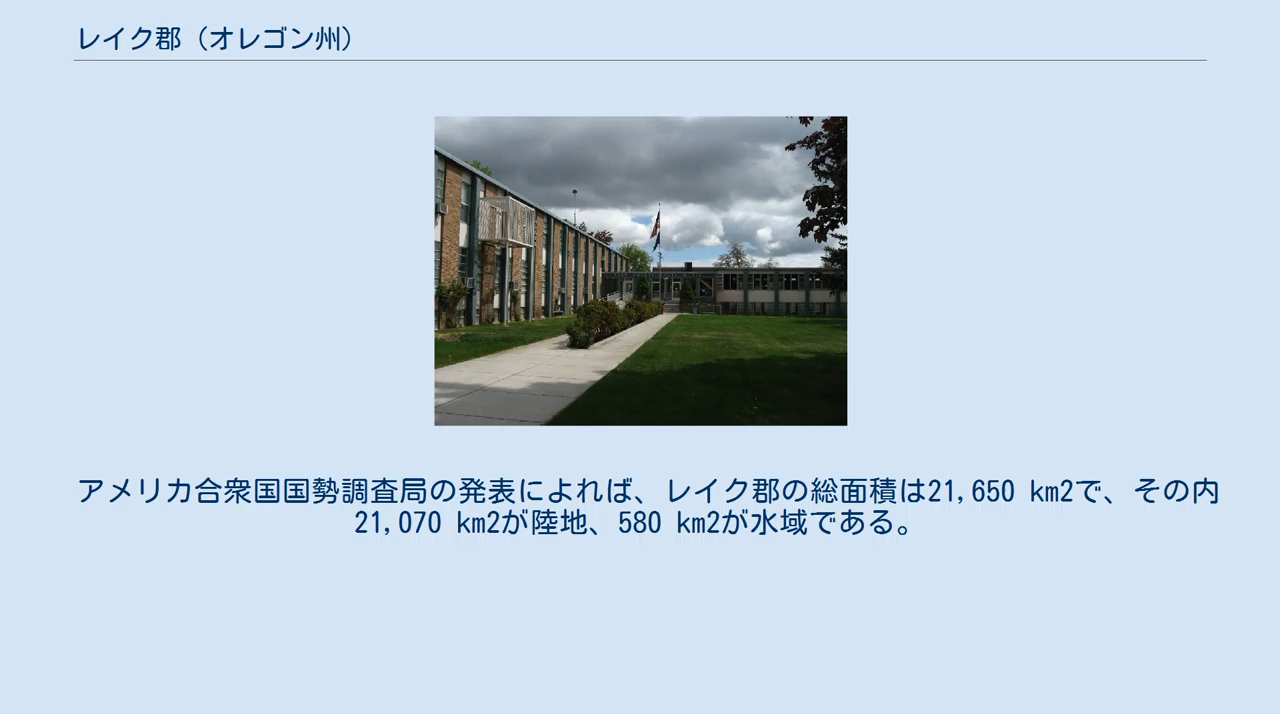 レイク郡（オレゴン州）
アメリカ合衆国国勢調査局の発表によれば、レイク郡の総面積は21,650 km2で、その内
21,070 km2が陸地、580 km2が水域である。